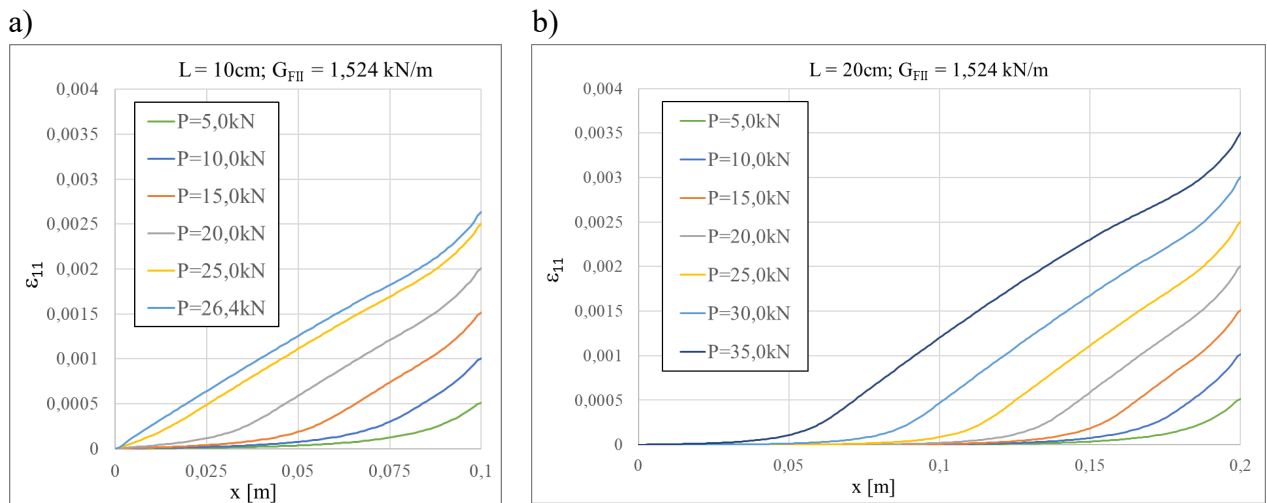 a)
L = 10cm; G_FII = 1,524 kN/m
0,004
0,0035
0,003
0,0025
0,002
0,0015
0,001
0,0005
0
ε₁₁
P=5,0kN
P=10,0kN
P=15,0kN
P=20,0kN
P=25,0kN
P=26,4kN
0
0,025
0,05
0,075
0,1
x [m]
b)
L = 20cm; G_FII = 1,524 kN/m
0,004
0,0035
0,003
0,0025
0,002
0,0015
0,001
0,0005
0
ε₁₁
P=5,0kN
P=10,0kN
P=15,0kN
P=20,0kN
P=25,0kN
P=30,0kN
P=35,0kN
0
0,05
0,1
0,15
0,2
x [m]